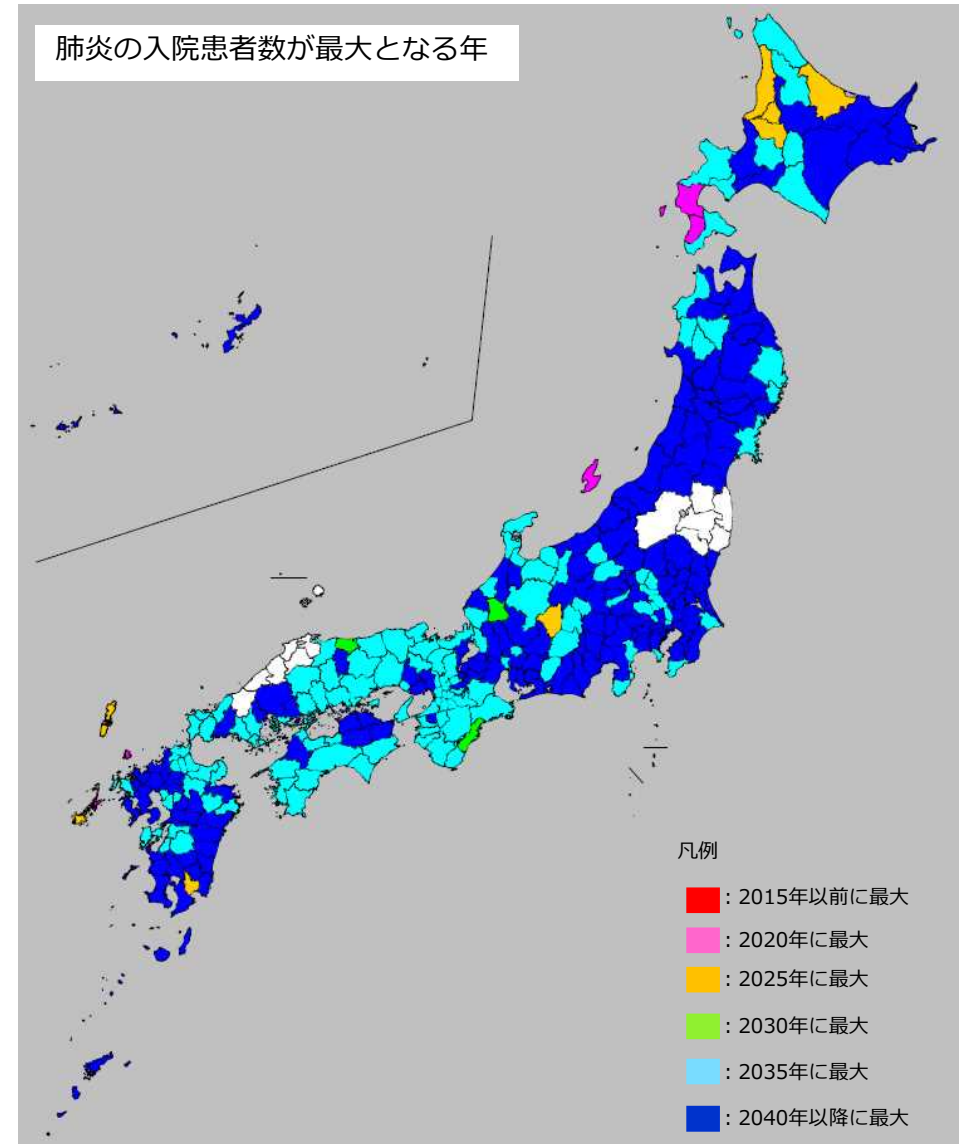 肺炎の入院患者数が最大となる年
凡例
：2015年以前に最大
：2020年に最大
：2025年に最大
：2030年に最大
：2035年に最大
：2040年以降に最大